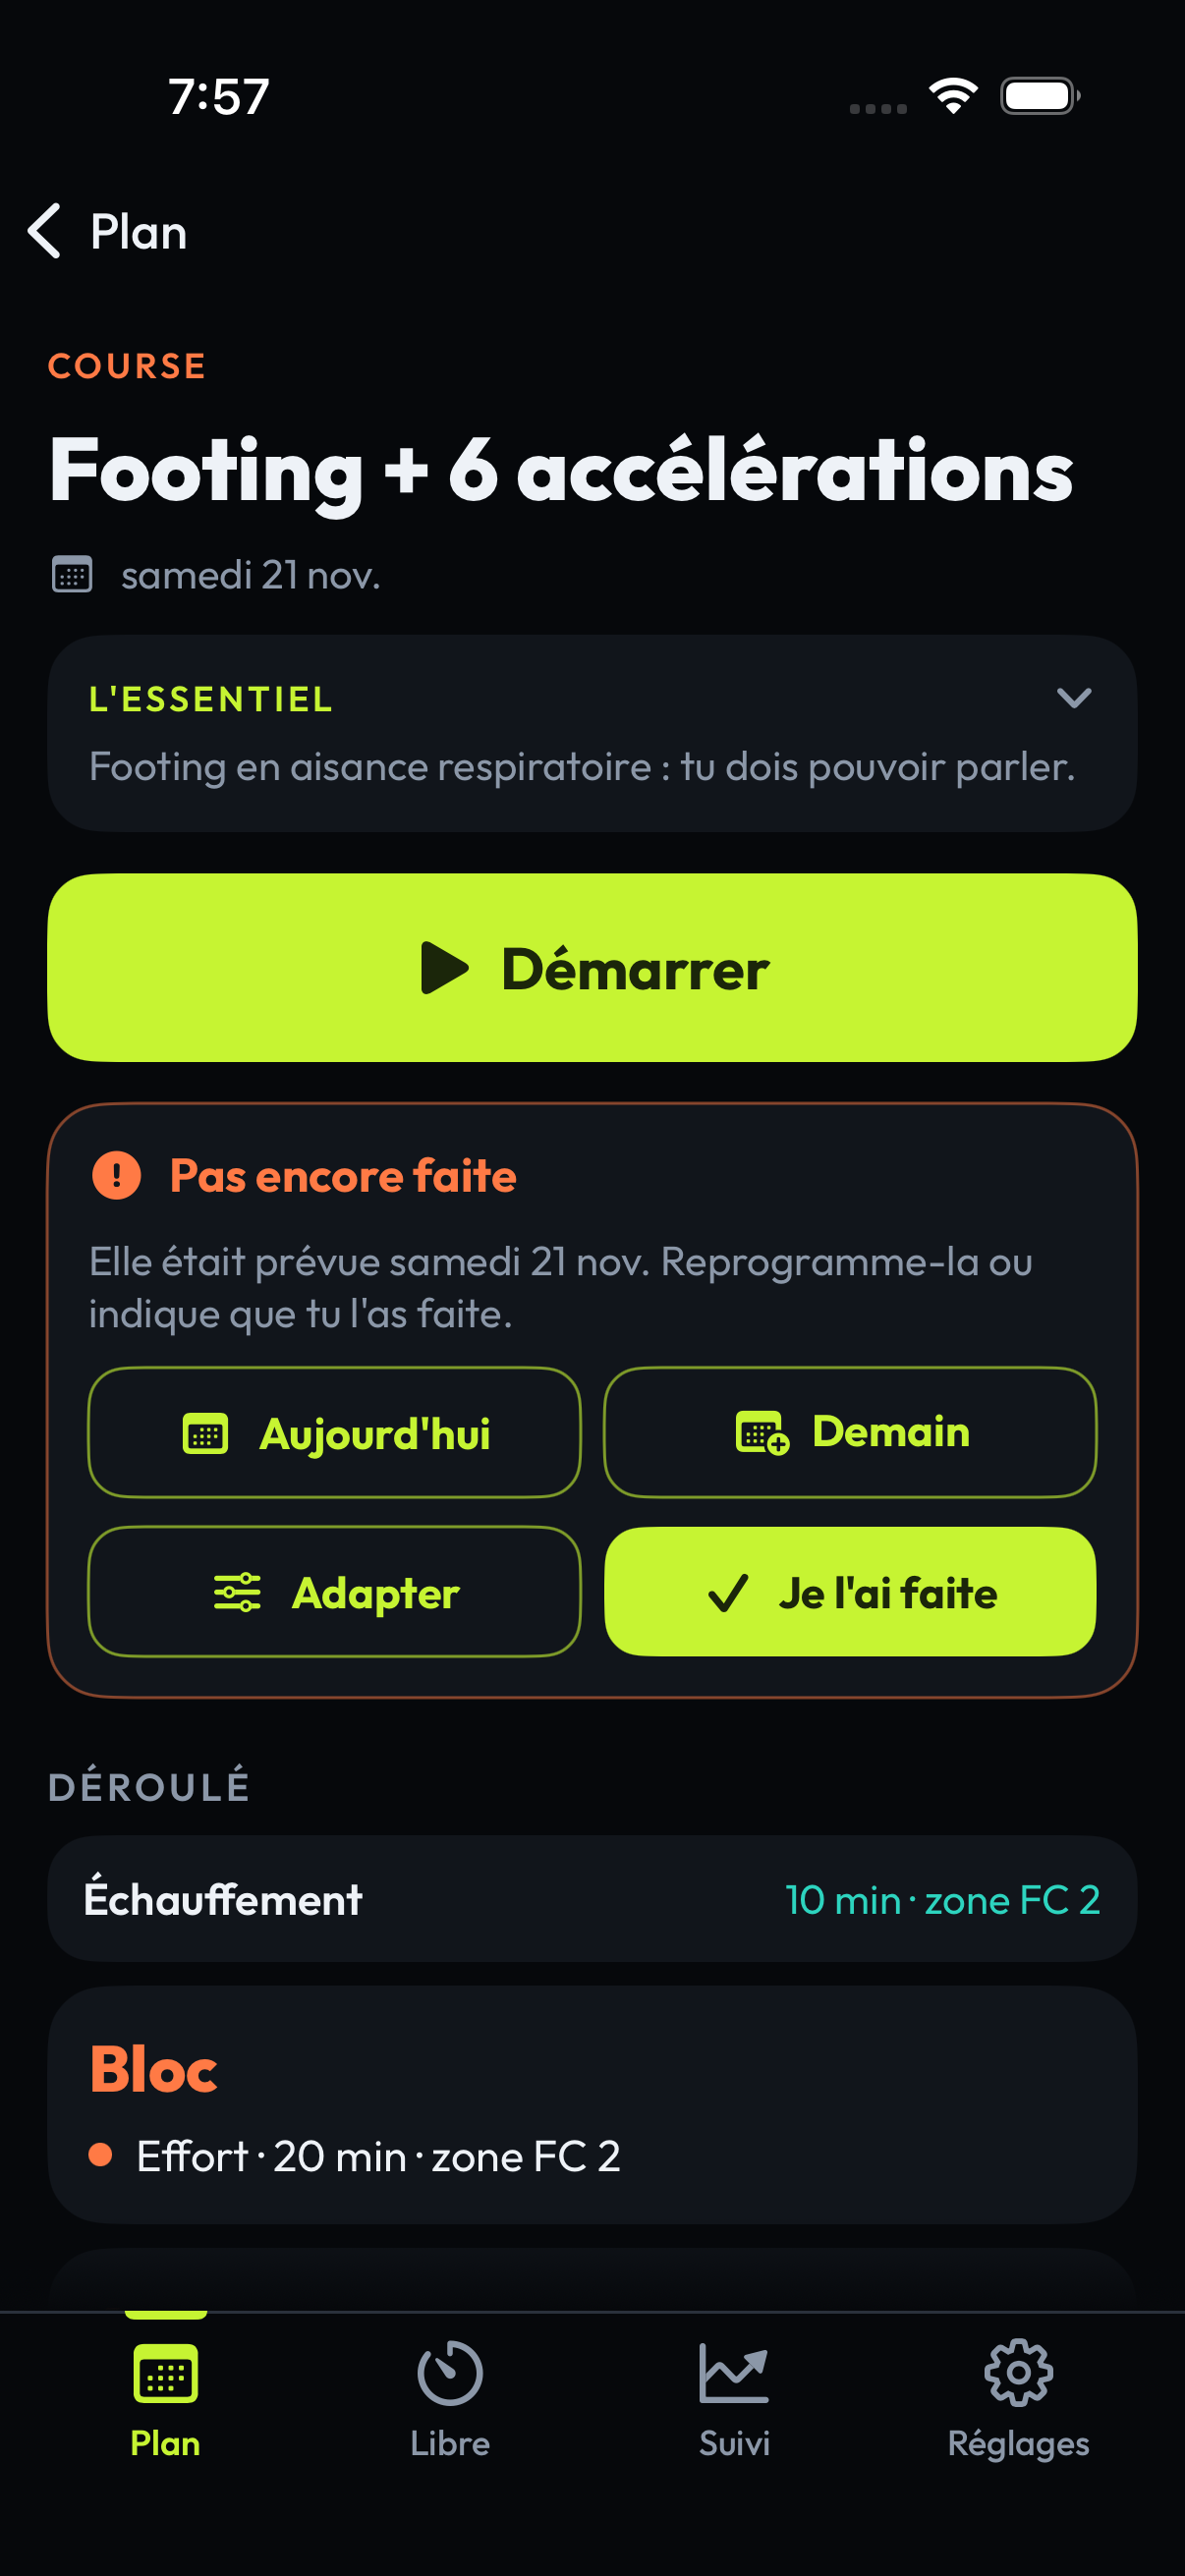 7:57
Plan
COURSE
Footing + 6 accélérations
samedi 21 nov.
L'ESSENTIEL
Footing en aisance respiratoire : tu dois pouvoir parler.
Démarrer
Pas encore faite
Elle était prévue samedi 21 nov. Reprogramme-la ou
indique que tu l'as faite.
Aujourd'hui
Demain
Adapter
Je l'ai faite
DÉROULÉ
Échauffement
10 min · zone FC 2
Bloc
Effort · 20 min · zone FC 2
Plan
Libre
Suivi
Réglages